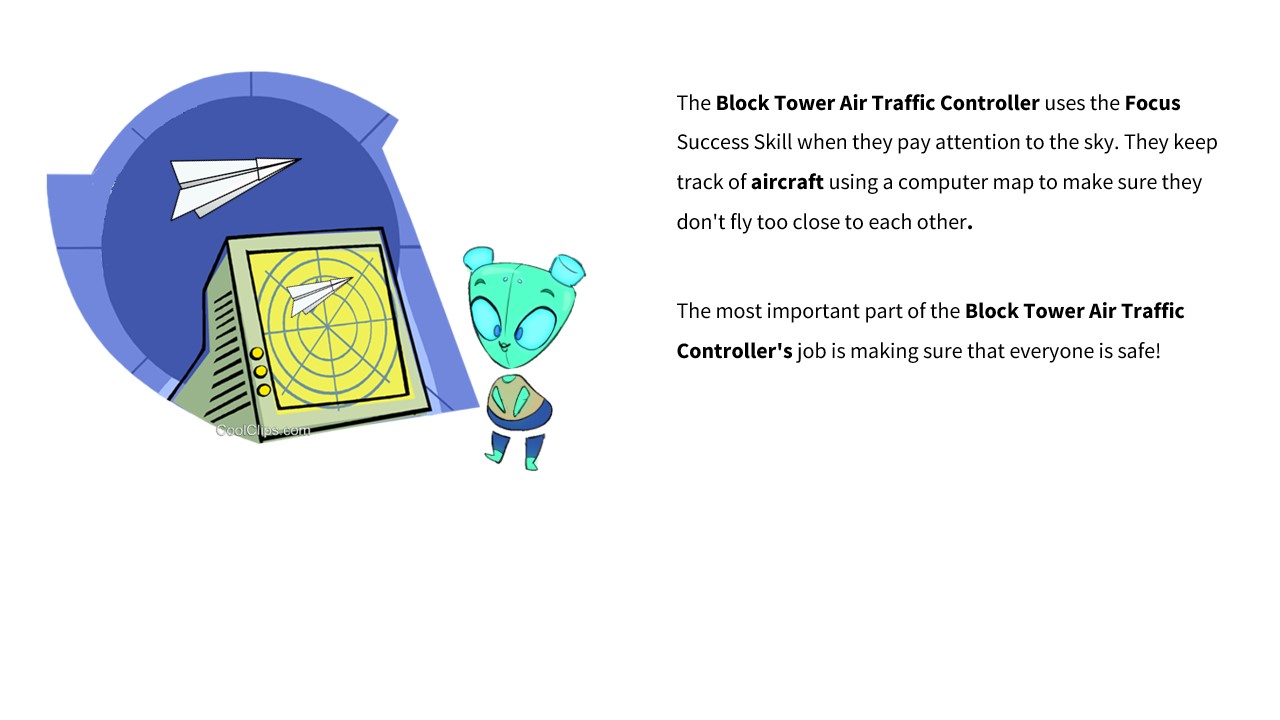 The Block Tower Air Traffic Controller uses the Focus
Success Skill when they pay attention to the sky. They keep
track of aircraft using a computer map to make sure they
don't fly too close to each other.
The most important part of the Block Tower Air Traffic
Controller's job is making sure that everyone is safe!
CoolClips.com